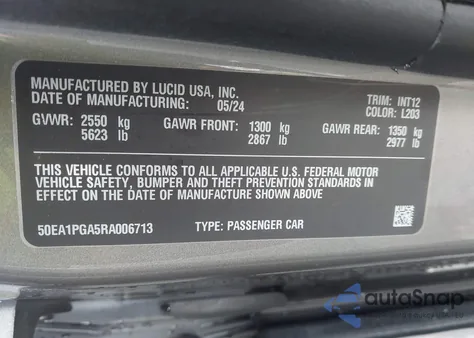 MANUFACTURED BY LUCID USA, INC.
DATE OF MANUFACTURING: 05/24
TRIM: INT12
COLOR: L203
GVWR: 2550 kg GAWR FRONT: 1300 kg GAWR REAR: 1350 kg
5623 lb 2867 lb 2977 lb
THIS VEHICLE CONFORMS TO ALL APPLICABLE U.S. FEDERAL MOTOR
VEHICLE SAFETY, BUMPER AND THEFT PREVENTION STANDARDS IN
EFFECT ON THE DATE OF MANUFACTURE SHOWN ABOVE
50EA1PGA5RA006713 TYPE: PASSENGER CAR
autoSnap